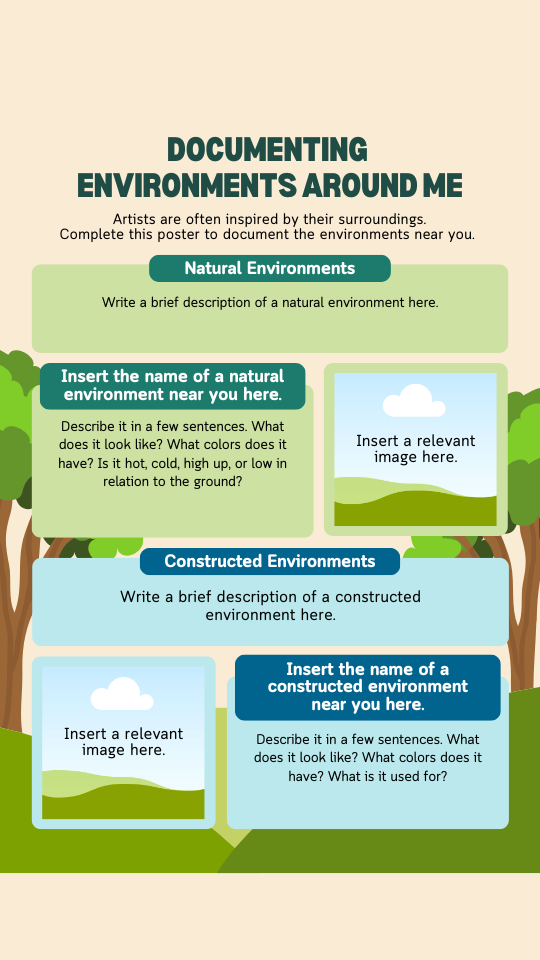 DOCUMENTING
ENVIRONMENTS AROUND ME
Artists are often inspired by their surroundings.
Complete this poster to document the environments near you.
Natural Environments
Write a brief description of a natural environment here.
Insert the name of a natural
environment near you here.
Describe it in a few sentences. What
does it look like? What colors does it
have? Is it hot, cold, high up, or low in
relation to the ground?
Insert a relevant
image here.
Constructed Environments
Write a brief description of a constructed
environment here.
Insert a relevant
image here.
Insert the name of a
constructed environment
near you here.
Describe it in a few sentences. What
does it look like? What colors does it
have? What is it used for?